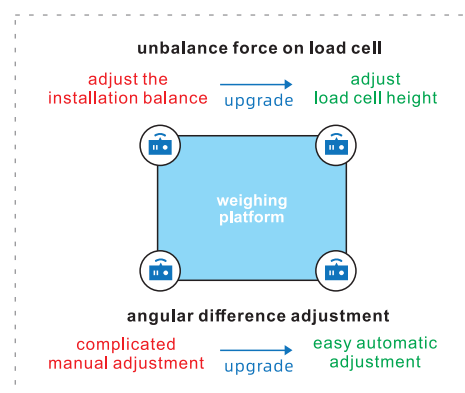 unbalance force on load cell
adjust the
installation balance
upgrade
adjust
load cell height
weighing
platform
angular difference adjustment
complicated
manual adjustment
upgrade
easy automatic
adjustment